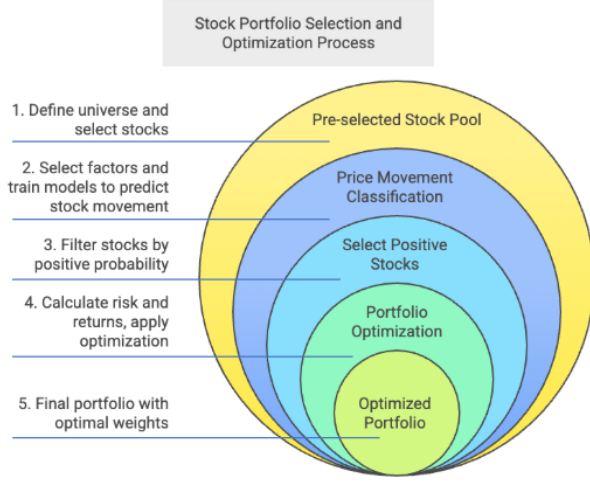 Stock Portfolio Selection and
Optimization Process
1. Define universe and
select stocks
Pre-selected Stock Pool
2. Select factors and
train models to predict
stock movement
Price Movement
Classification
3. Filter stocks by
positive probability
Select Positive
Stocks
4. Calculate risk and
returns, apply
optimization
Portfolio
Optimization
5. Final portfolio with
optimal weights
Optimized
Portfolio